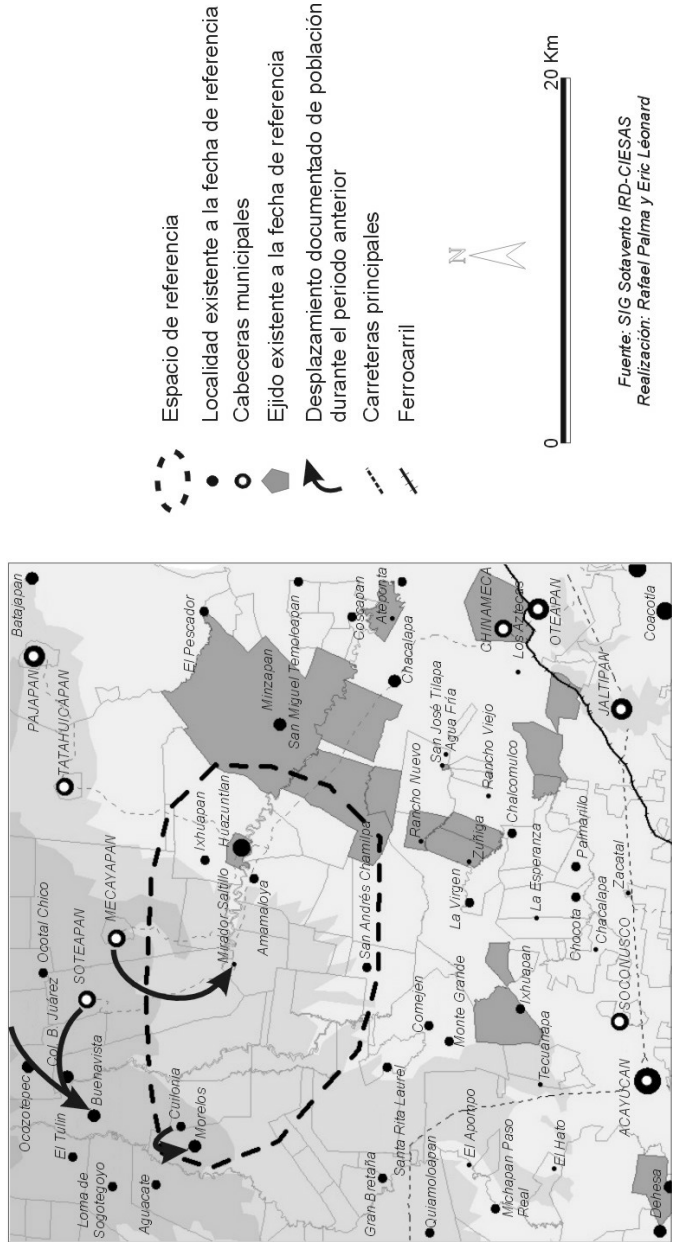 Batajapan
PAJAPAN
TATAHUICAPAN
El Pescador
Ocotal Chico
MECAYAPAN
SOTEAPAN
Ixhuapan
Huazuntlan
Minzapan
San Miguel Temoloapan
Coscapan
Ateponta
Chacalapa
Ocozotepec
Col. B. Juárez
Buenavista
El Tulin
Loma de
Sogotegoyo
Aguacate
Mirador Saltillo
Amamaloya
Cuilonia
Morelos
San Andrés Chamilpa
Rancho Nuevo
San José Tilapa
Agua Fría
Rancho Viejo
CHINAMECA
Los Aztecas
OTEAPAN
Coapotla
Gran Bretaña
Santa Rita Laurel
Comejen
Monte Grande
La Virgen
Zuñiga
Chalcomulco
La Esperanza
Palmarillo
JALTIPAN
Quiamoloapan
El Apompo
Michapan Paso
Real
El Hato
Tecuanapa
Ixhuapan
Chocota
Chacalapa
Zacatal
SOCONUSCO
ACAYUCAN
Dehesa
Espacio de referencia
Localidad existente a la fecha de referencia
Cabeceras municipales
Ejido existente a la fecha de referencia
Desplazamiento documentado de población
durante el periodo anterior
Carreteras principales
Ferrocarril
N
0
20 Km
Fuente: SIG Sotavento IRD-CIESAS
Realización: Rafael Palma y Eric Léonard